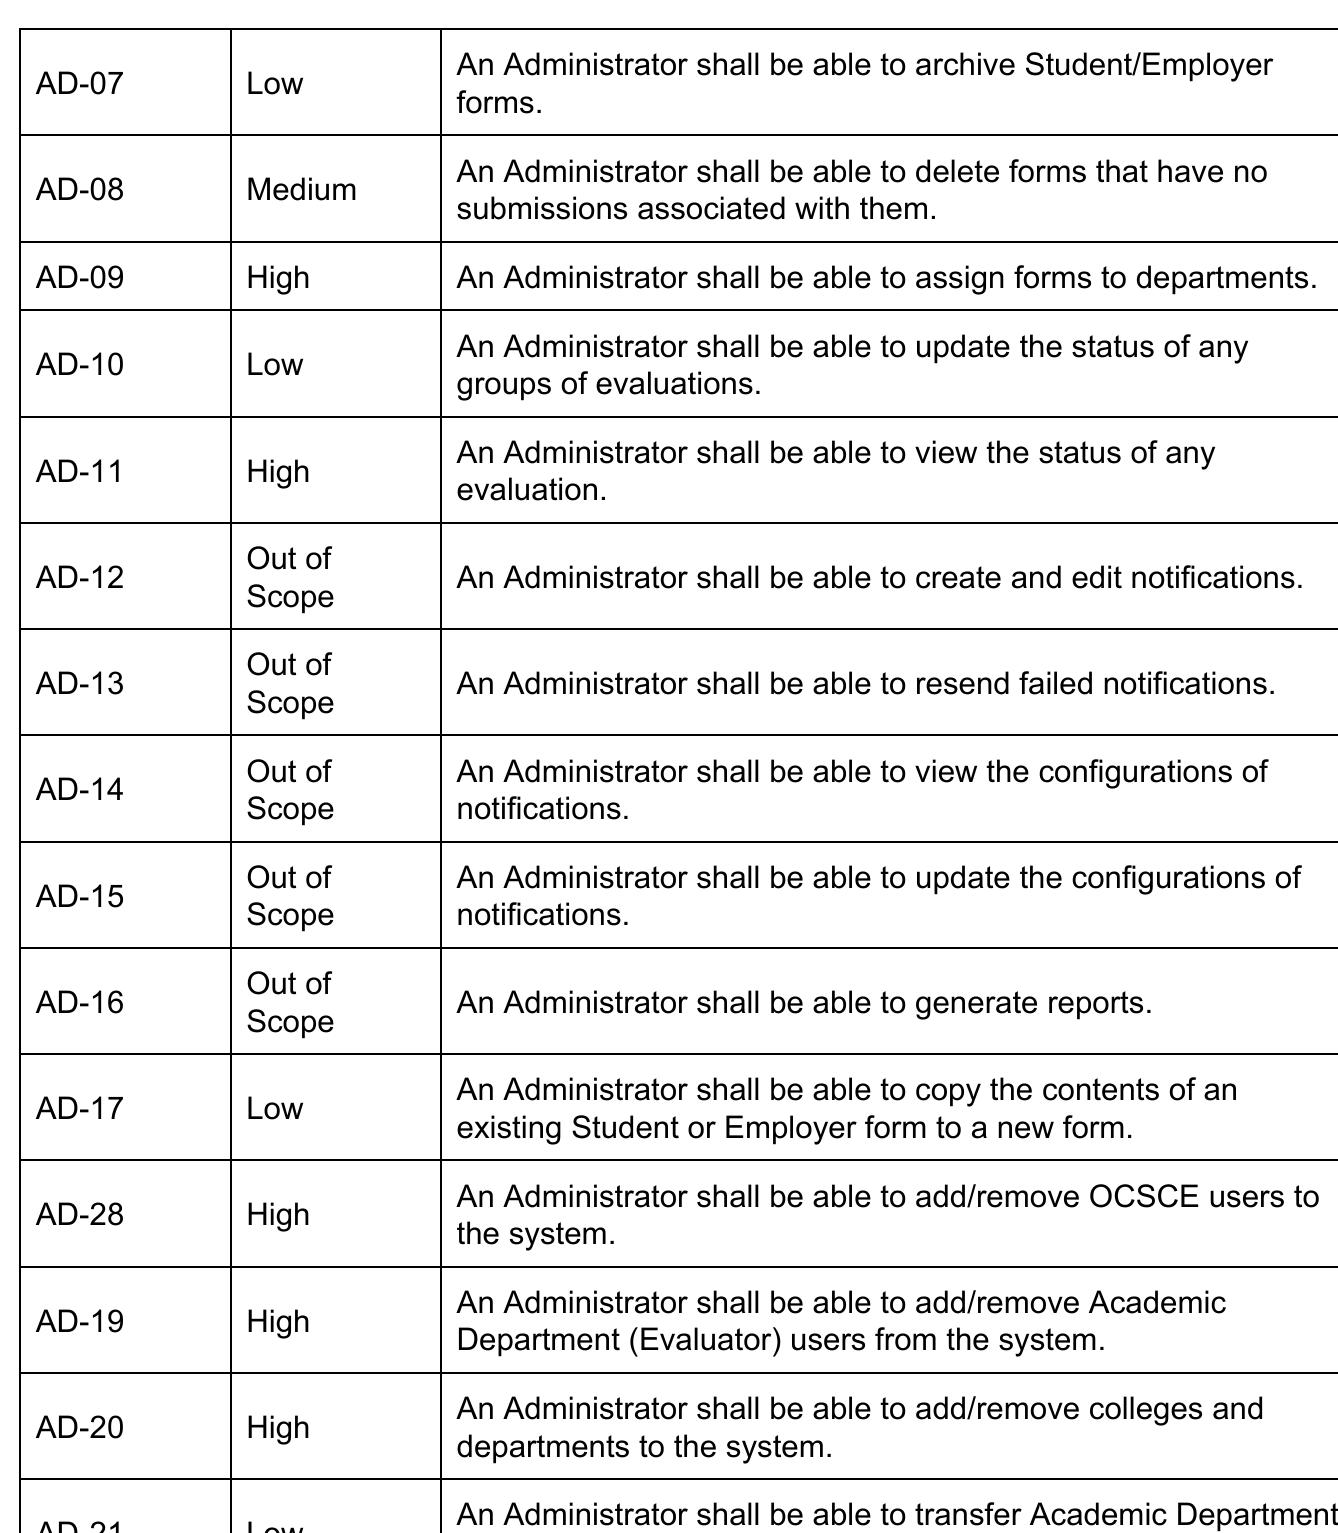 AD-07 Low An Administrator shall be able to archive Student/Employer
forms.
AD-08 Medium An Administrator shall be able to delete forms that have no
submissions associated with them.
AD-09 High An Administrator shall be able to assign forms to departments.
AD-10 Low An Administrator shall be able to update the status of any
groups of evaluations.
AD-11 High An Administrator shall be able to view the status of any
evaluation.
AD-12 Out of
Scope An Administrator shall be able to create and edit notifications.
AD-13 Out of
Scope An Administrator shall be able to resend failed notifications.
AD-14 Out of
Scope An Administrator shall be able to view the configurations of
notifications.
AD-15 Out of
Scope An Administrator shall be able to update the configurations of
notifications.
AD-16 Out of
Scope An Administrator shall be able to generate reports.
AD-17 Low An Administrator shall be able to copy the contents of an
existing Student or Employer form to a new form.
AD-28 High An Administrator shall be able to add/remove OCSCE users to
the system.
AD-19 High An Administrator shall be able to add/remove Academic
Department (Evaluator) users from the system.
AD-20 High An Administrator shall be able to add/remove colleges and
departments to the system.
AD-21 Low An Administrator shall be able to transfer Academic Department